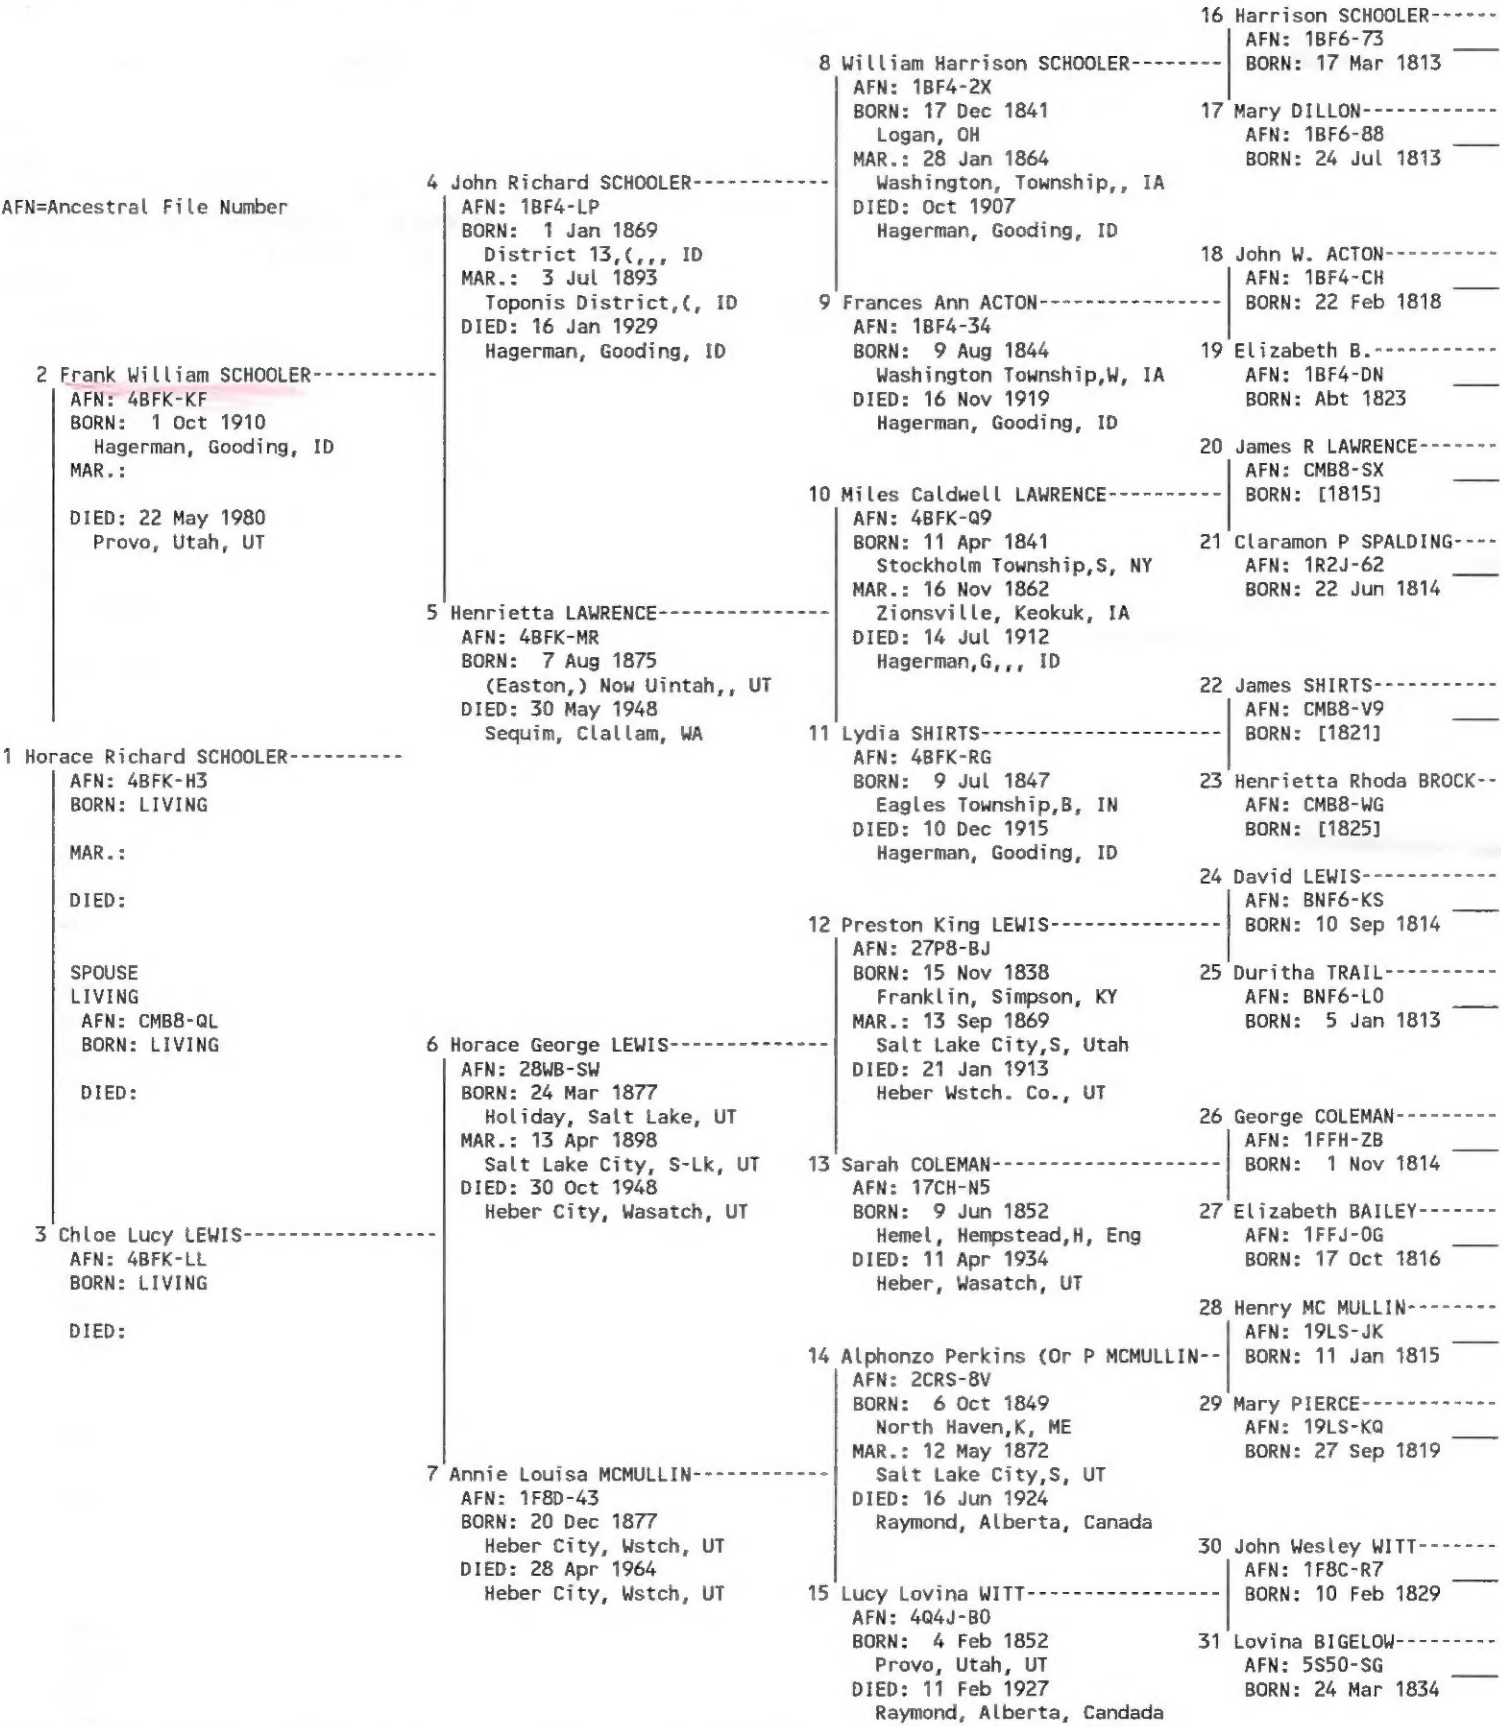 AFN=Ancestral File Number
1 Horace Richard SCHOOLER----------
AFN: 4BFK-H3
BORN: LIVING
MAR.:
DIED:
SPOUSE
LIVING
AFN: CMB8-QL
BORN: LIVING
DIED:
2 Frank William SCHOOLER-----------
AFN: 4BFK-KF
BORN: 1 Oct 1910
Hagerman, Gooding, ID
MAR.:
DIED: 22 May 1980
Provo, Utah, UT
3 Chloe Lucy LEWIS----------------
AFN: 4BFK-LL
BORN: LIVING
DIED:
4 John Richard SCHOOLER------------
AFN: 1BF4-LP
BORN: 1 Jan 1869
District 13,(,,, ID
MAR.: 3 Jul 1893
Toponis District,(, ID
DIED: 16 Jan 1929
Hagerman, Gooding, ID
5 Henrietta LAWRENCE---------------
AFN: 4BFK-MR
BORN: 7 Aug 1875
(Easton,) Now Uintah,, UT
DIED: 30 May 1948
Sequim, Clallam, WA
6 Horace George LEWIS--------------
AFN: 28WB-SW
BORN: 24 Mar 1877
Holiday, Salt Lake, UT
MAR.: 13 Apr 1898
Salt Lake City, S-Lk, UT
DIED: 30 Oct 1948
Heber City, Wasatch, UT
7 Annie Louisa MCMULLIN------------
AFN: 1F8D-43
BORN: 20 Dec 1877
Heber City, Wstch, UT
DIED: 28 Apr 1964
Heber City, Wstch, UT
8 William Harrison SCHOOLER--------
AFN: 1BF4-2X
BORN: 17 Dec 1841
Logan, OH
MAR.: 28 Jan 1864
Washington, Township,, IA
DIED: Oct 1907
Hagerman, Gooding, ID
9 Frances Ann ACTON----------------
AFN: 1BF4-34
BORN: 9 Aug 1844
Washington Township,W, IA
DIED: 16 Nov 1919
Hagerman, Gooding, ID
10 Miles Caldwell LAWRENCE----------
AFN: 4BFK-Q9
BORN: 11 Apr 1841
Stockholm Township,S, NY
MAR.: 16 Nov 1862
Zionsville, Keokuk, IA
DIED: 14 Jul 1912
Hagerman,G,,, ID
11 Lydia SHIRTS---------------------
AFN: 4BFK-RG
BORN: 9 Jul 1847
Eagles Township,B, IN
DIED: 10 Dec 1915
Hagerman, Gooding, ID
12 Preston King LEWIS---------------
AFN: 27P8-BJ
BORN: 15 Nov 1838
Franklin, Simpson, KY
MAR.: 13 Sep 1869
Salt Lake City,S, Utah
DIED: 21 Jan 1913
Heber Wstch. Co., UT
13 Sarah COLEMAN--------------------
AFN: 17CH-N5
BORN: 9 Jun 1852
Hemel, Hempstead,H, Eng
DIED: 11 Apr 1934
Heber, Wasatch, UT
14 Alphonzo Perkins (Or P MCMULLIN--
AFN: 2CRS-8V
BORN: 6 Oct 1849
North Haven,K, ME
MAR.: 12 May 1872
Salt Lake City,S, UT
DIED: 16 Jun 1924
Raymond, Alberta, Canada
15 Lucy Lovina WITT-----------------
AFN: 4Q4J-B0
BORN: 4 Feb 1852
Provo, Utah, UT
DIED: 11 Feb 1927
Raymond, Alberta, Candada
16 Harrison SCHOOLER------
AFN: 1BF6-73
BORN: 17 Mar 1813
17 Mary DILLON------------
AFN: 1BF6-88
BORN: 24 Jul 1813
18 John W. ACTON----------
AFN: 1BF4-CH
BORN: 22 Feb 1818
19 Elizabeth B.-----------
AFN: 1BF4-DN
BORN: Abt 1823
20 James R LAWRENCE-------
AFN: CMB8-SX
BORN: [1815]
21 Claramon P SPALDING----
AFN: 1R2J-62
BORN: 22 Jun 1814
22 James SHIRTS-----------
AFN: CMB8-V9
BORN: [1821]
23 Henrietta Rhoda BROCK--
AFN: CMB8-WG
BORN: [1825]
24 David LEWIS------------
AFN: BNF6-KS
BORN: 10 Sep 1814
25 Duritha TRAIL----------
AFN: BNF6-L0
BORN: 5 Jan 1813
26 George COLEMAN---------
AFN: 1FFH-ZB
BORN: 1 Nov 1814
27 Elizabeth BAILEY-------
AFN: 1FFJ-0G
BORN: 17 Oct 1816
28 Henry MC MULLIN--------
AFN: 19LS-JK
BORN: 11 Jan 1815
29 Mary PIERCE------------
AFN: 19LS-KQ
BORN: 27 Sep 1819
30 John Wesley WITT-------
AFN: 1F8C-R7
BORN: 10 Feb 1829
31 Lovina BIGELOW---------
AFN: 5S50-SG
BORN: 24 Mar 1834